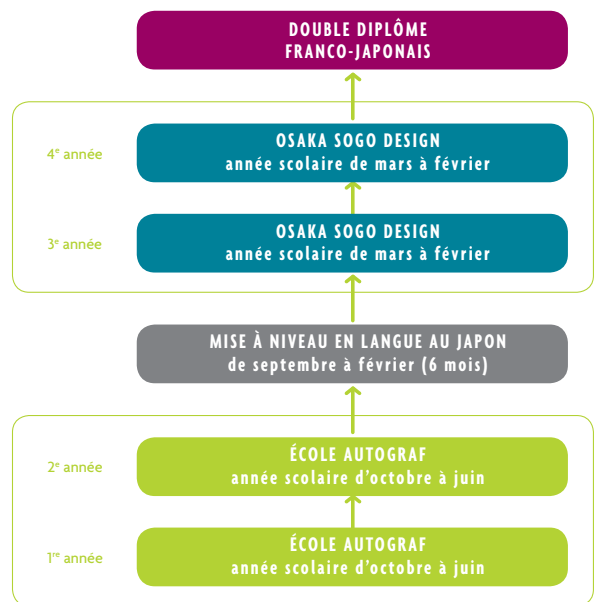 DOUBLE DIPLÔME
FRANCO-JAPONAIS
4e année
OSAKA SOGO DESIGN
année scolaire de mars à février
3e année
OSAKA SOGO DESIGN
année scolaire de mars à février
MISE À NIVEAU EN LANGUE AU JAPON
de septembre à février (6 mois)
2e année
ÉCOLE AUTOGRAF
année scolaire d'octobre à juin
1re année
ÉCOLE AUTOGRAF
année scolaire d'octobre à juin